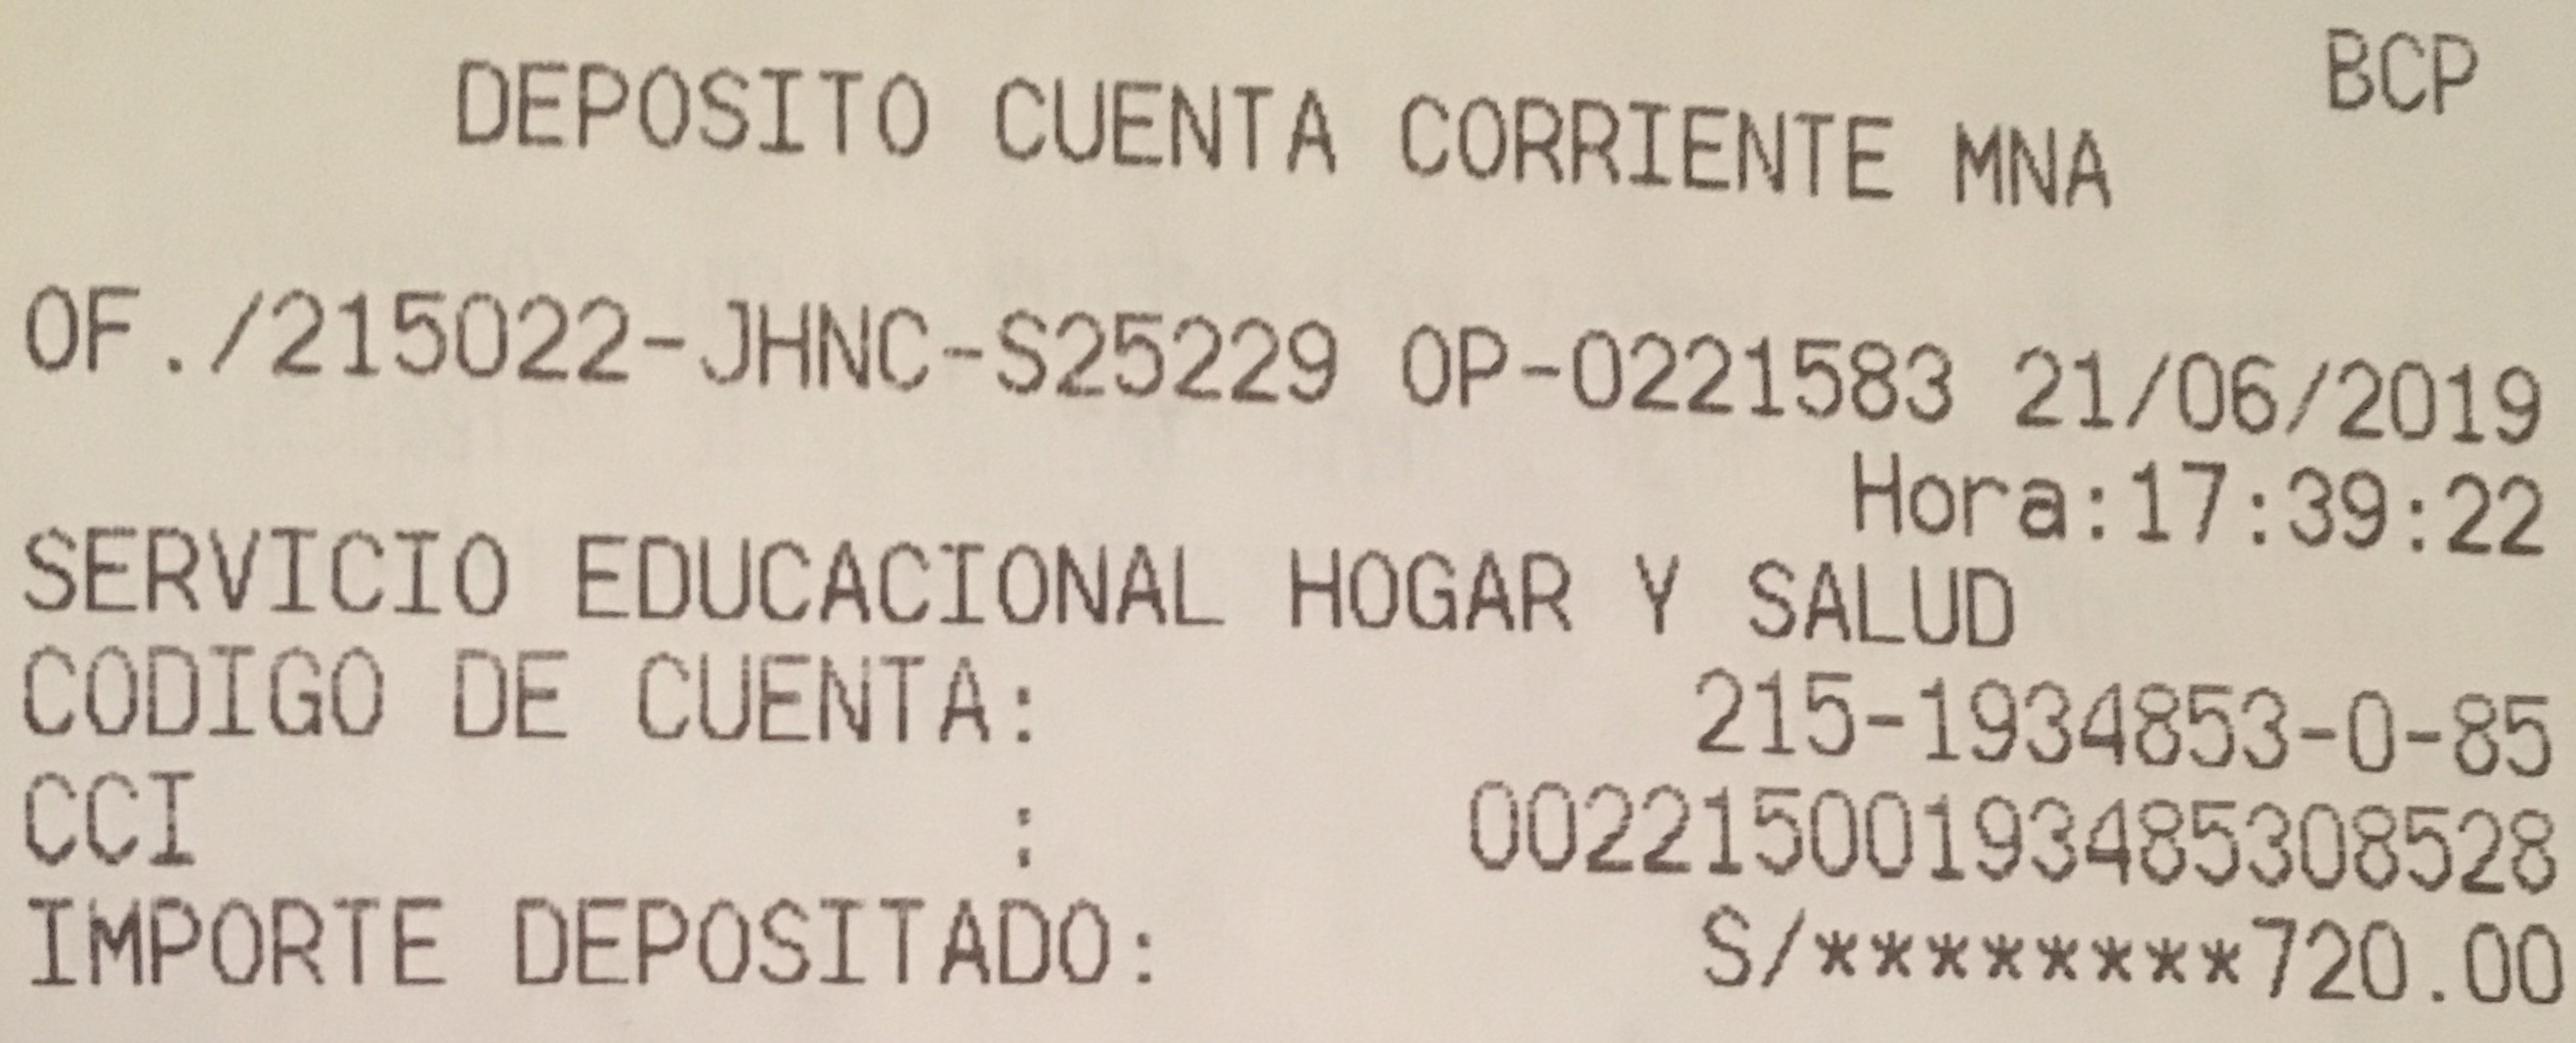 BCP
DEPOSITO CUENTA CORRIENTE MNA
OF./215022-JHNC-S25229 OP-0221583 21/06/2019
Hora:17:39:22
SERVICIO EDUCACIONAL HOGAR Y SALUD
CODIGO DE CUENTA: 215-1934853-0-85
CCI : 00221500193485308528
IMPORTE DEPOSITADO: S/********720.00